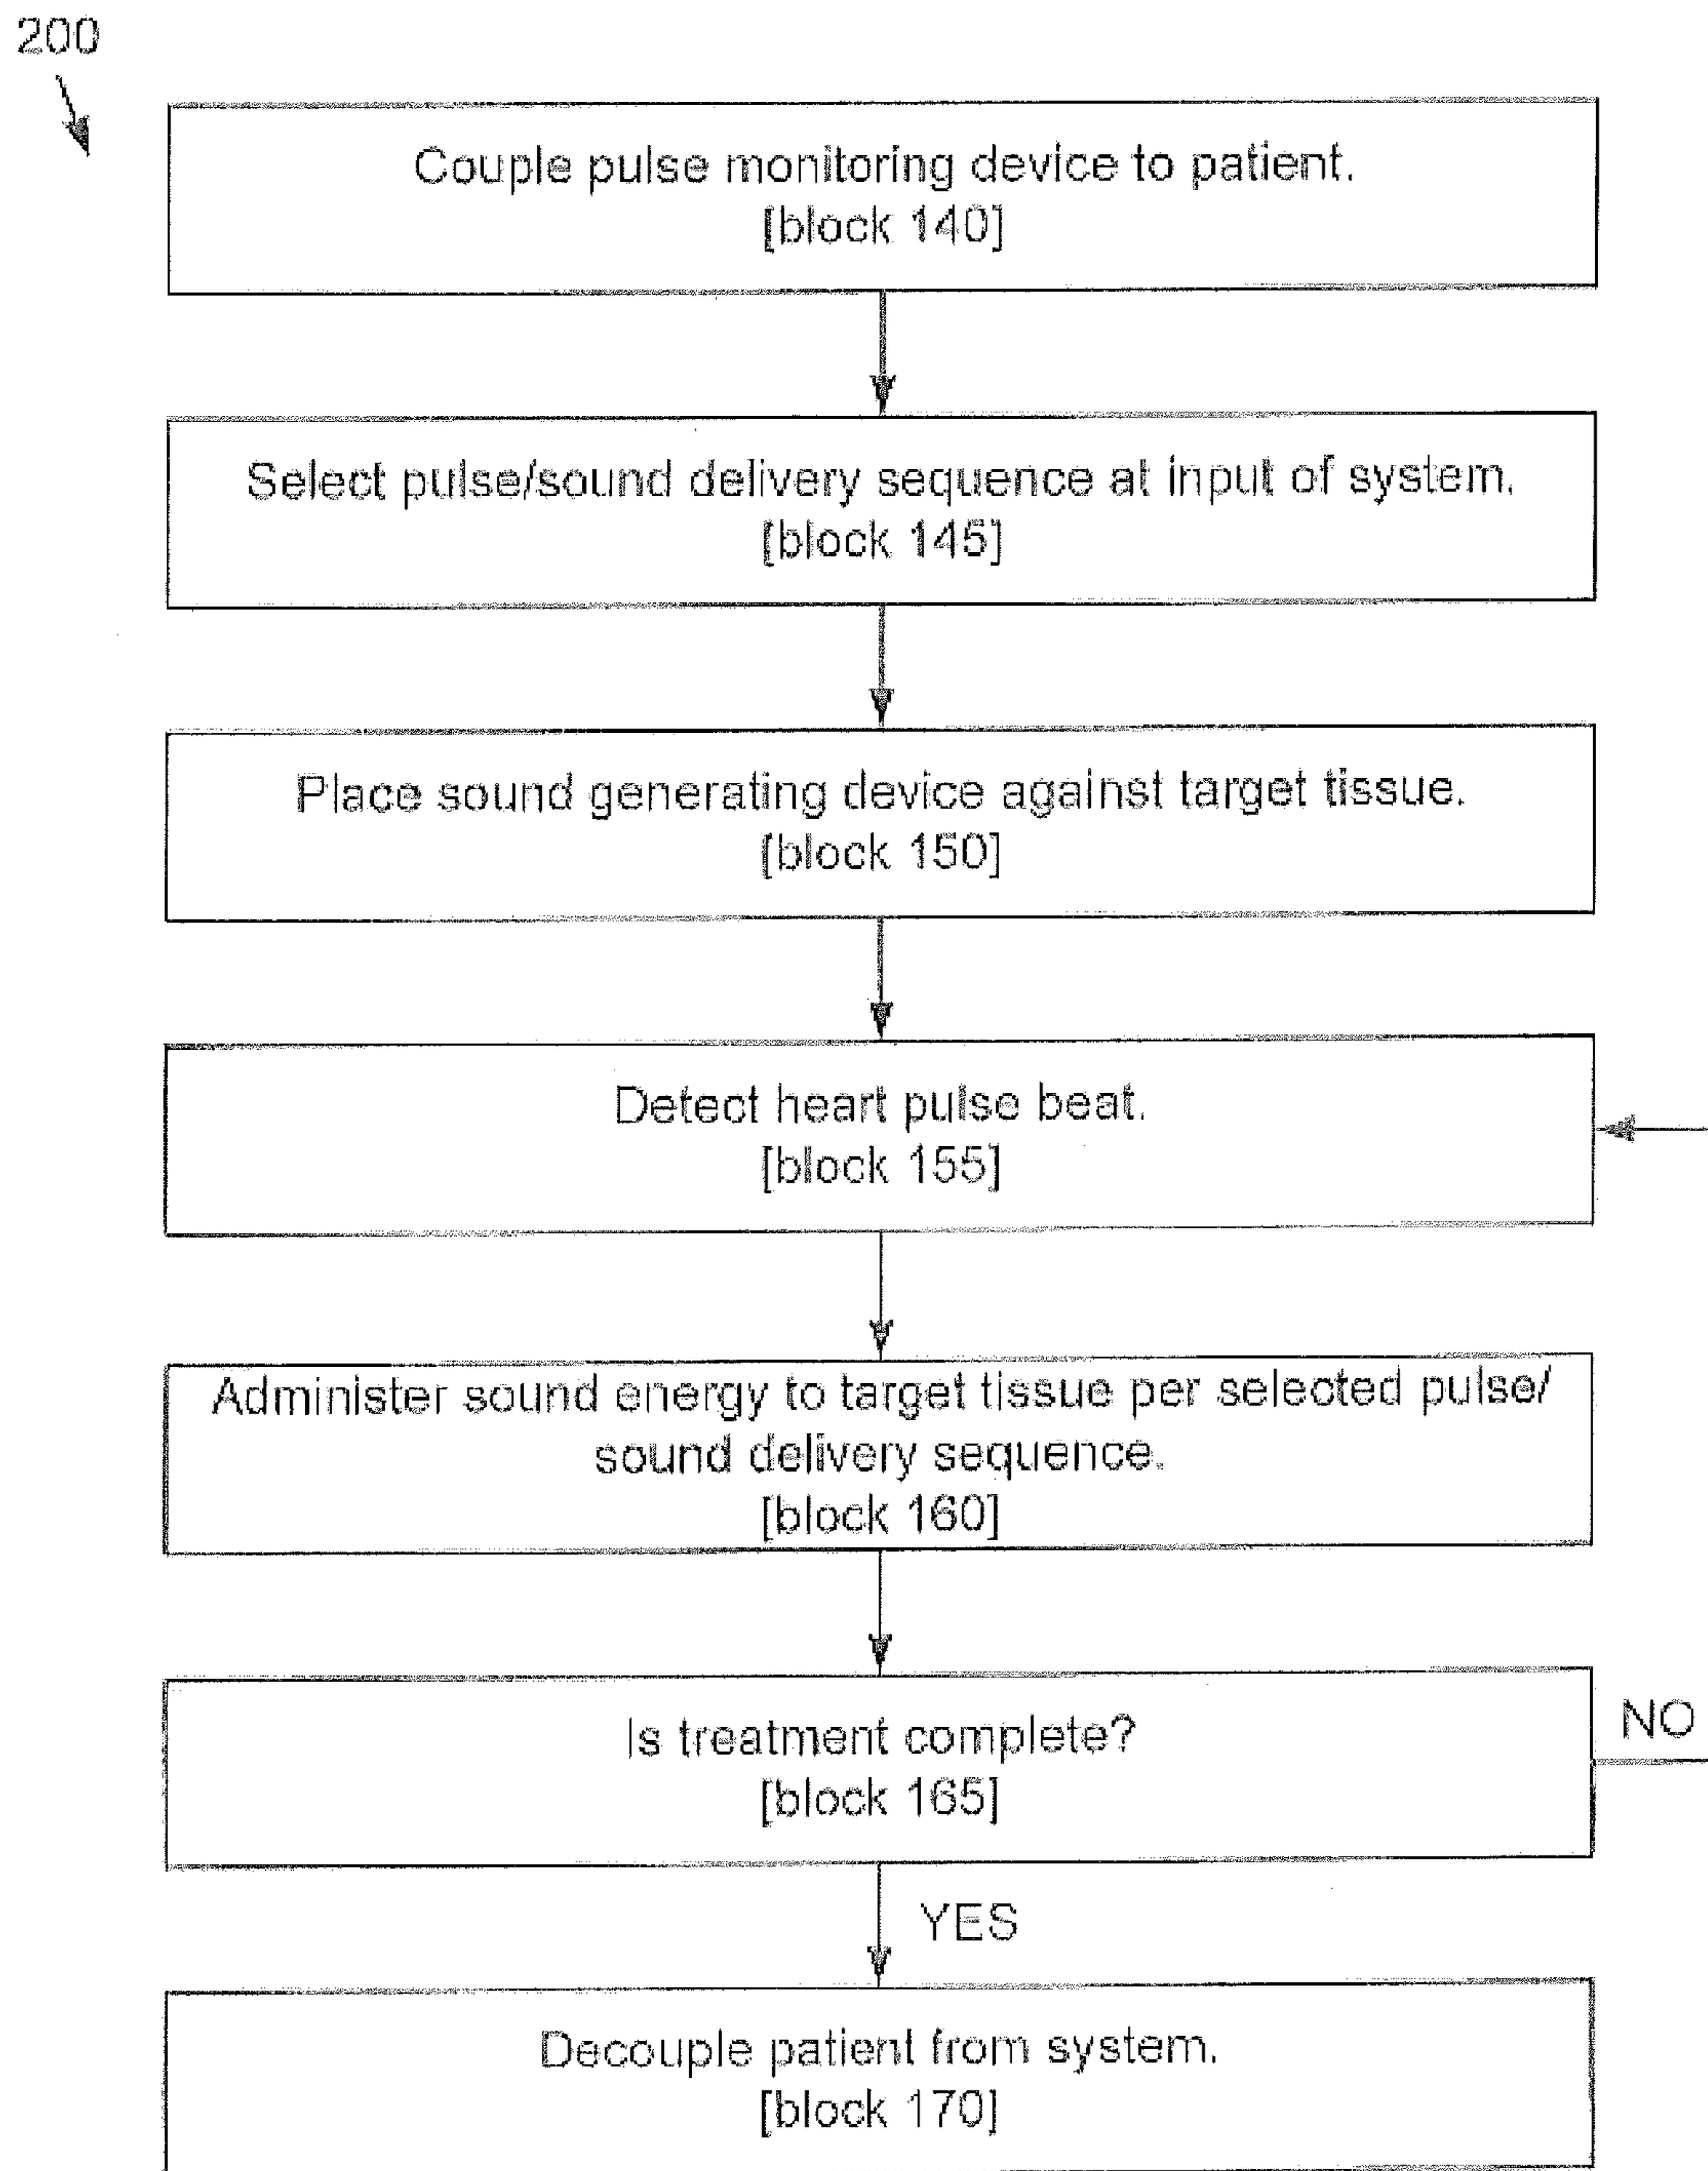 200
Couple pulse monitoring device to patient.
[block 140]
Select pulse/sound delivery sequence at input of system.
[block 145]
Place sound generating device against target tissue.
[block 150]
Detect heart pulse beat.
[block 155]
Administer sound energy to target tissue per selected pulse/
sound delivery sequence.
[block 160]
Is treatment complete?
[block 165]
NO
YES
Decouple patient from system.
[block 170]